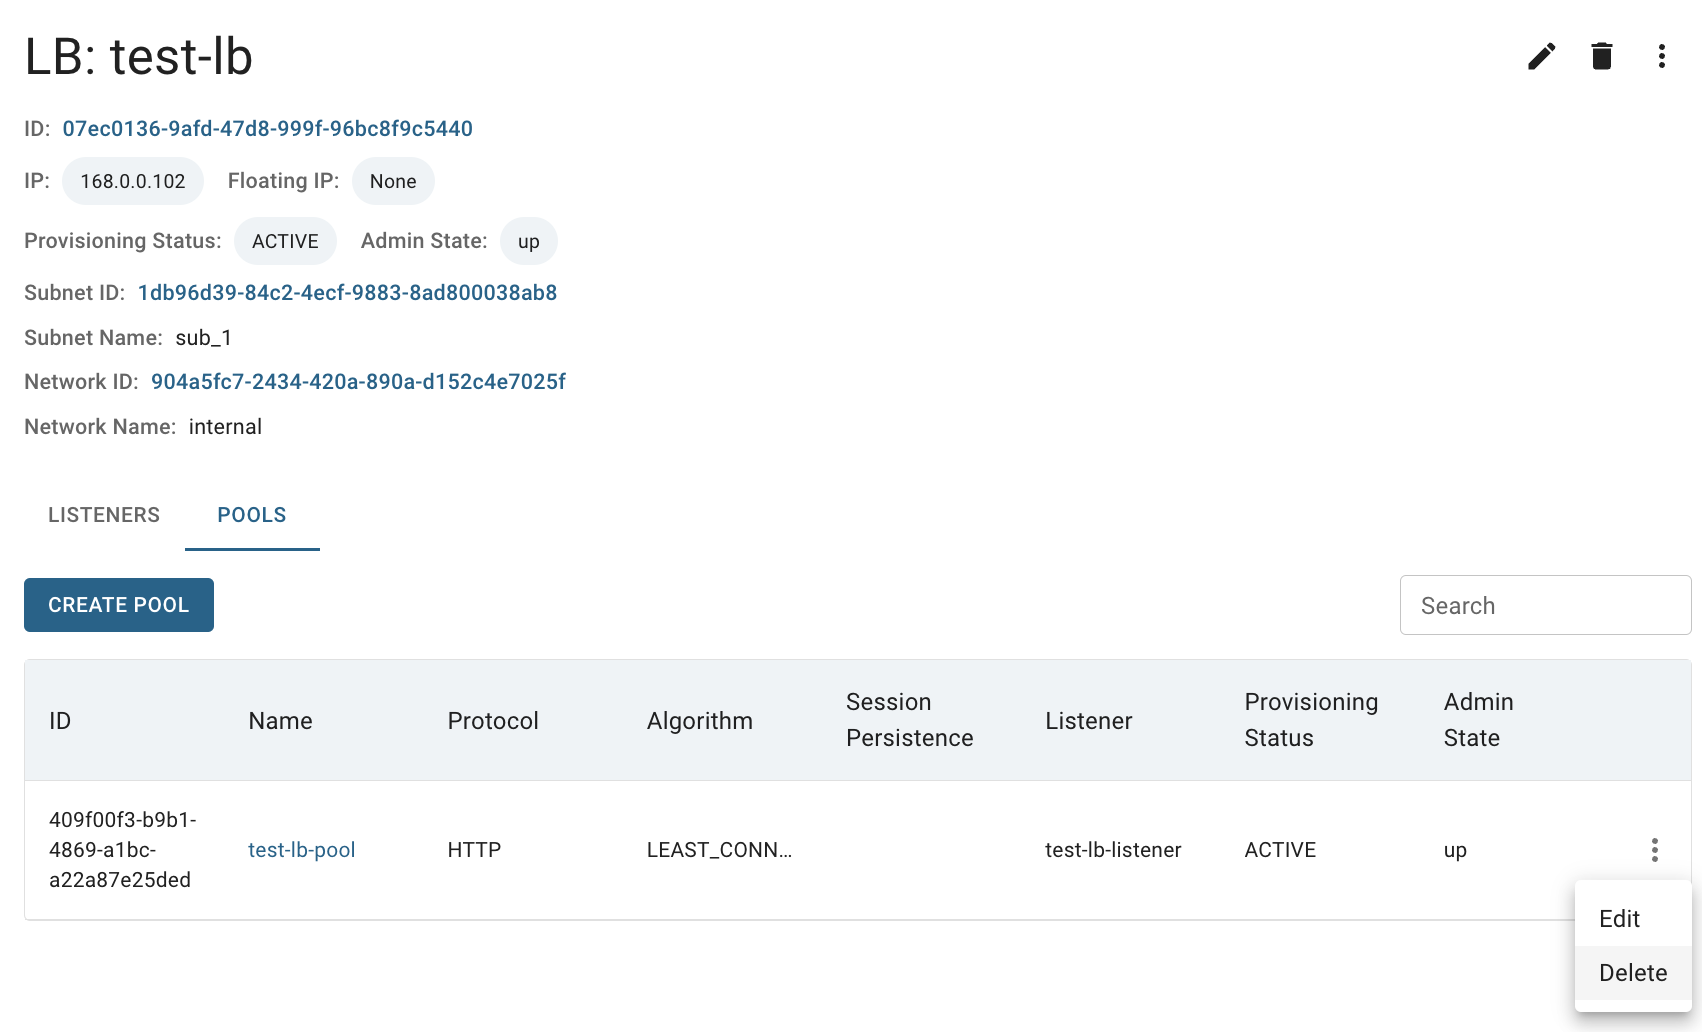 LB: test-lb
ID: 07ec0136-9afd-47d8-999f-96bc8f9c5440
IP: 168.0.0.102 Floating IP: None
Provisioning Status: ACTIVE Admin State: up
Subnet ID: 1db96d39-84c2-4ecf-9883-8ad800038ab8
Subnet Name: sub_1
Network ID: 904a5fc7-2434-420a-890a-d152c4e7025f
Network Name: internal
LISTENERS POOLS
CREATE POOL Search
ID Name Protocol Algorithm Session Persistence Listener Provisioning Status Admin State
409f00f3-b9b1-
4869-a1bc-
a22a87e25ded
test-lb-pool HTTP LEAST_CONN... test-lb-listener ACTIVE up
Edit
Delete